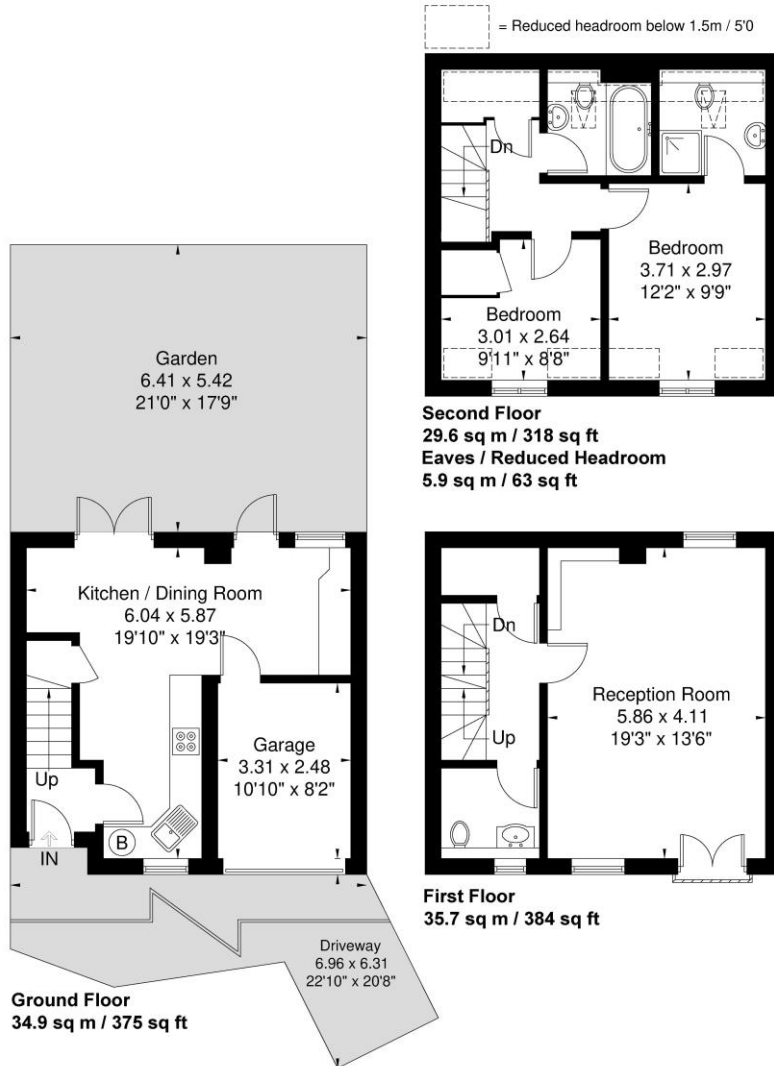 = Reduced headroom below 1.5m / 5'0
Dn
Bedroom
3.71 x 2.97
12'2" x 9'9"
Bedroom
3.01 x 2.64
9'11" x 8'8"
Second Floor
29.6 sq m / 318 sq ft
Eaves / Reduced Headroom
5.9 sq m / 63 sq ft
Garden
6.41 x 5.42
21'0" x 17'9"
Kitchen / Dining Room
6.04 x 5.87
19'10" x 19'3"
Garage
3.31 x 2.48
10'10" x 8'2"
Up
B
IN
Driveway
6.96 x 6.31
22'10" x 20'8"
Ground Floor
34.9 sq m / 375 sq ft
Dn
Up
Reception Room
5.86 x 4.11
19'3" x 13'6"
First Floor
35.7 sq m / 384 sq ft